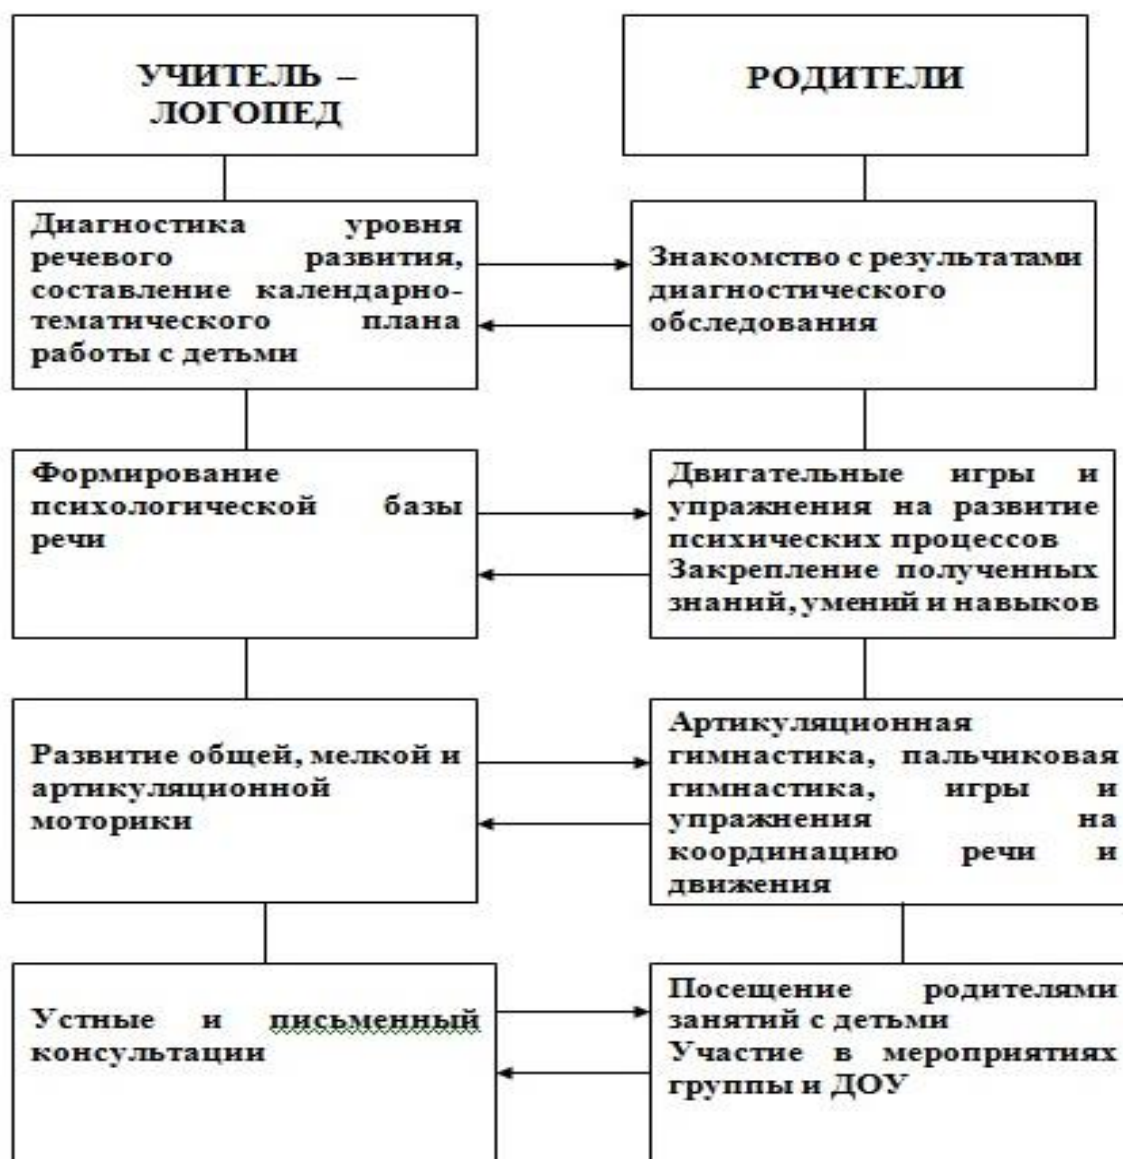 УЧИТЕЛЬ –
ЛОГОПЕД
РОДИТЕЛИ
Диагностика уровня
речевого развития,
составление календарно-
тематического плана
работы с детьми
Знакомство с результатами
диагностического
обследования
Формирование
психологической базы
речи
Двигательные игры и
упражнения на развитие
психических процессов
Закрепление полученных
знаний, умений и навыков
Развитие общей, мелкой и
артикуляционной
моторики
Артикуляционная
гимнастика, пальчиковая
гимнастика, игры и
упражнения на
координацию речи и
движения
Устные и письменный
консультации
Посещение родителями
занятий с детьми
Участие в мероприятиях
группы и ДОУ